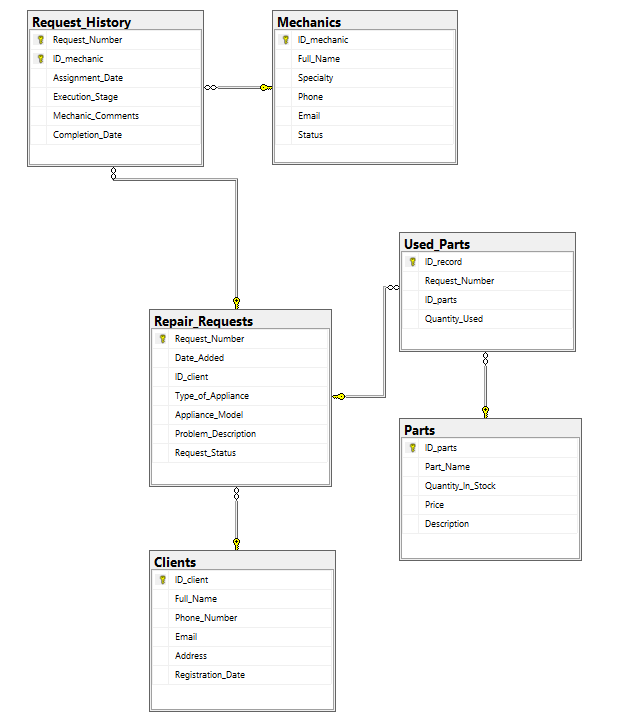 Request_History
Request_Number
ID_mechanic
Assignment_Date
Execution_Stage
Mechanic_Comments
Completion_Date
Mechanics
ID_mechanic
Full_Name
Specialty
Phone
Email
Status
Used_Parts
ID_record
Request_Number
ID_parts
Quantity_Used
Repair_Requests
Request_Number
Date_Added
ID_client
Type_of_Appliance
Appliance_Model
Problem_Description
Request_Status
Parts
ID_parts
Part_Name
Quantity_In_Stock
Price
Description
Clients
ID_client
Full_Name
Phone_Number
Email
Address
Registration_Date